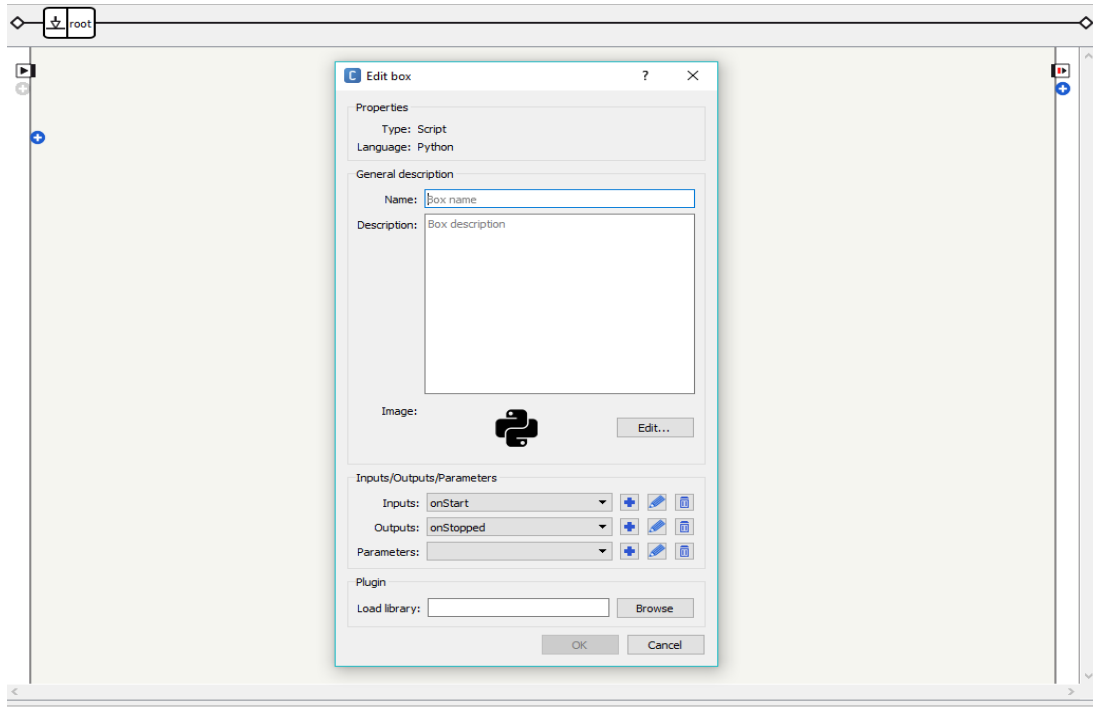 root
C Edit box ?
Properties
Type: Script
Language: Python
General description
Name: Box name
Description: Box description
Image:
Edit...
Inputs/Outputs/Parameters
Inputs: onStart
Outputs: onStopped
Parameters:
Plugin
Load library: Browse
OK Cancel